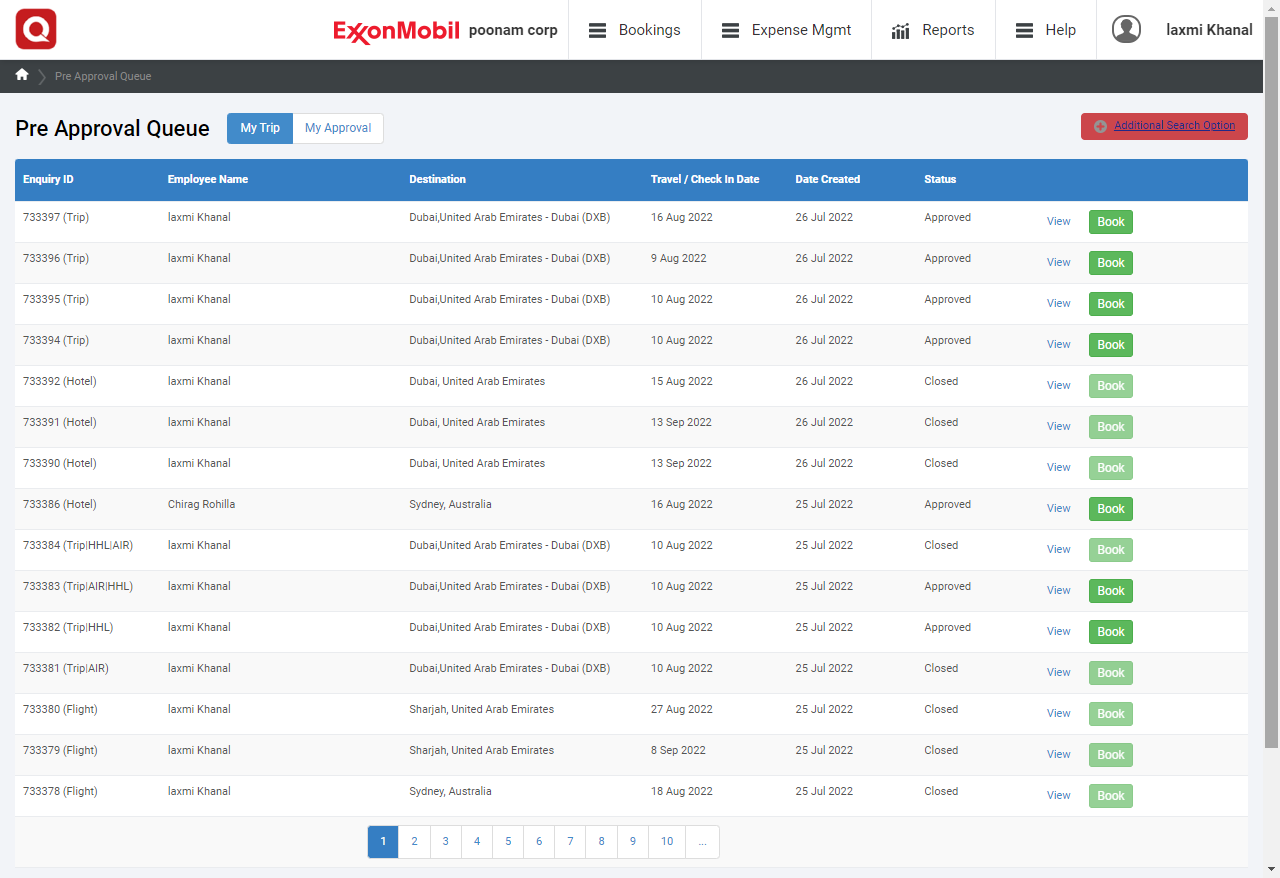 Q ExxonMobil poonam corp Bookings Expense Mgmt Reports Help laxmi Khanal
Pre Approval Queue
Pre Approval Queue My Trip My Approval Additional Search Option
Enquiry ID Employee Name Destination Travel / Check In Date Date Created Status
733397 (Trip) laxmi Khanal Dubai,United Arab Emirates - Dubai (DXB) 16 Aug 2022 26 Jul 2022 Approved View Book
733396 (Trip) laxmi Khanal Dubai,United Arab Emirates - Dubai (DXB) 9 Aug 2022 26 Jul 2022 Approved View Book
733395 (Trip) laxmi Khanal Dubai,United Arab Emirates - Dubai (DXB) 10 Aug 2022 26 Jul 2022 Approved View Book
733394 (Trip) laxmi Khanal Dubai,United Arab Emirates - Dubai (DXB) 10 Aug 2022 26 Jul 2022 Approved View Book
733392 (Hotel) laxmi Khanal Dubai, United Arab Emirates 15 Aug 2022 26 Jul 2022 Closed View Book
733391 (Hotel) laxmi Khanal Dubai, United Arab Emirates 13 Sep 2022 26 Jul 2022 Closed View Book
733390 (Hotel) laxmi Khanal Dubai, United Arab Emirates 13 Sep 2022 26 Jul 2022 Closed View Book
733386 (Hotel) Chirag Rohilla Sydney, Australia 16 Aug 2022 25 Jul 2022 Approved View Book
733384 (Trip|HHL|AIR) laxmi Khanal Dubai,United Arab Emirates - Dubai (DXB) 10 Aug 2022 25 Jul 2022 Closed View Book
733383 (Trip|AIR|HHL) laxmi Khanal Dubai,United Arab Emirates - Dubai (DXB) 10 Aug 2022 25 Jul 2022 Approved View Book
733382 (Trip|HHL) laxmi Khanal Dubai,United Arab Emirates - Dubai (DXB) 10 Aug 2022 25 Jul 2022 Approved View Book
733381 (Trip|AIR) laxmi Khanal Dubai,United Arab Emirates - Dubai (DXB) 10 Aug 2022 25 Jul 2022 Closed View Book
733380 (Flight) laxmi Khanal Sharjah, United Arab Emirates 27 Aug 2022 25 Jul 2022 Closed View Book
733379 (Flight) laxmi Khanal Sharjah, United Arab Emirates 8 Sep 2022 25 Jul 2022 Closed View Book
733378 (Flight) laxmi Khanal Sydney, Australia 18 Aug 2022 25 Jul 2022 Closed View Book
1 2 3 4 5 6 7 8 9 10 ...